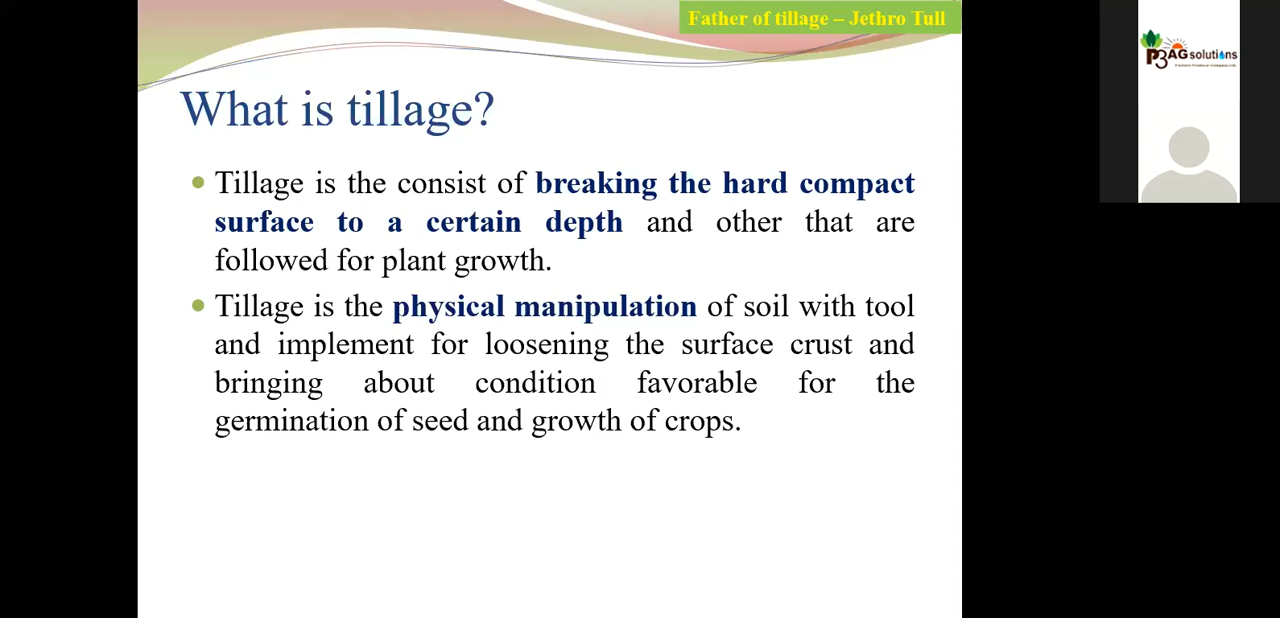 Father of tillage – Jethro Tull
What is tillage?
Tillage is the consist of breaking the hard compact
surface to a certain depth and other that are
followed for plant growth.
Tillage is the physical manipulation of soil with tool
and implement for loosening the surface crust and
bringing about condition favorable for the
germination of seed and growth of crops.
P3AGsolutions